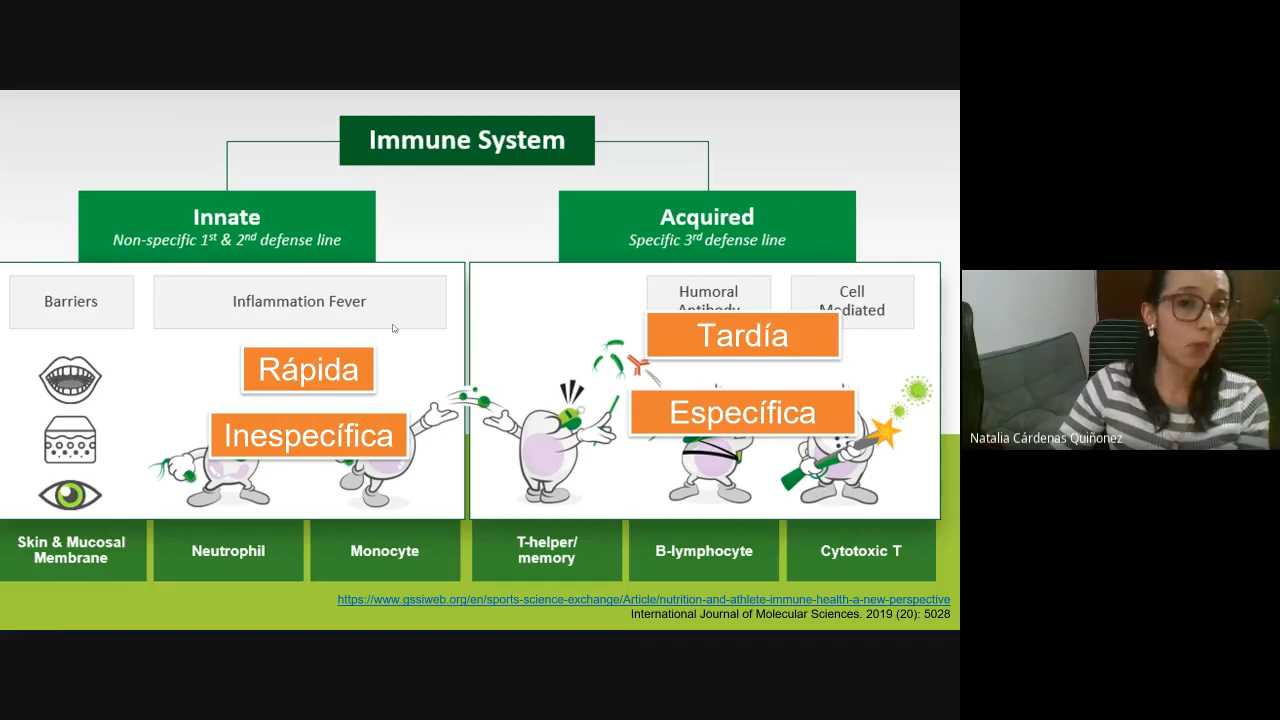 Immune System
Innate
Non-specific 1st & 2nd defense line
Acquired
Specific 3rd defense line
Barriers
Inflammation Fever
Humoral
Antibody
Cell
Mediated
Rápida
Inespecífica
Tardía
Específica
Skin & Mucosal
Membrane
Neutrophil
Monocyte
T-helper/
memory
B-lymphocyte
Cytotoxic T
https://www.gssiweb.org/en/sports-science-exchange/Article/nutrition-and-athlete-immune-health-a-new-perspective
International Journal of Molecular Sciences. 2019 (20): 5028
Natalia Cárdenas Quiñonez